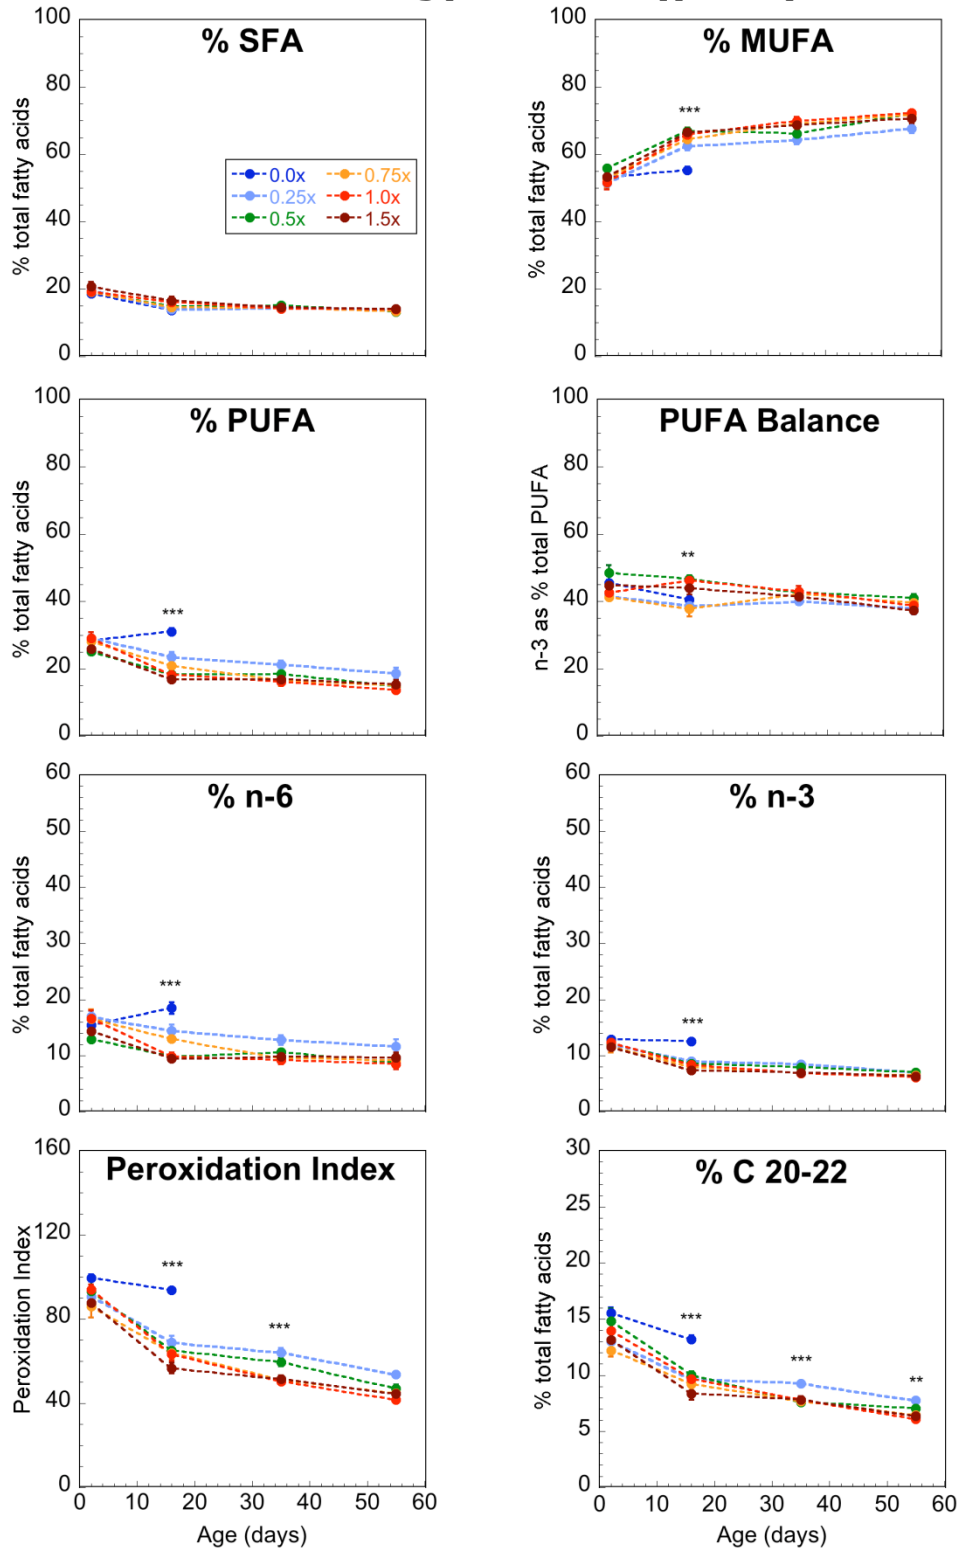 % SFA
100
80
60
40
20
0
% total fatty acids
0.0x 0.75x
0.25x 1.0x
0.5x 1.5x
% MUFA
100
80
60
40
20
0
% total fatty acids
***
% PUFA
100
80
60
40
20
0
% total fatty acids
***
PUFA Balance
100
80
60
40
20
0
n-3 as % total PUFA
**
% n-6
60
50
40
30
20
10
0
% total fatty acids
***
% n-3
60
50
40
30
20
10
0
% total fatty acids
***
Peroxidation Index
160
120
80
40
0
Peroxidation Index
***
***
0 10 20 30 40 50 60
Age (days)
% C 20-22
30
25
20
15
10
5
0
% total fatty acids
***
***
**
0 10 20 30 40 50 60
Age (days)